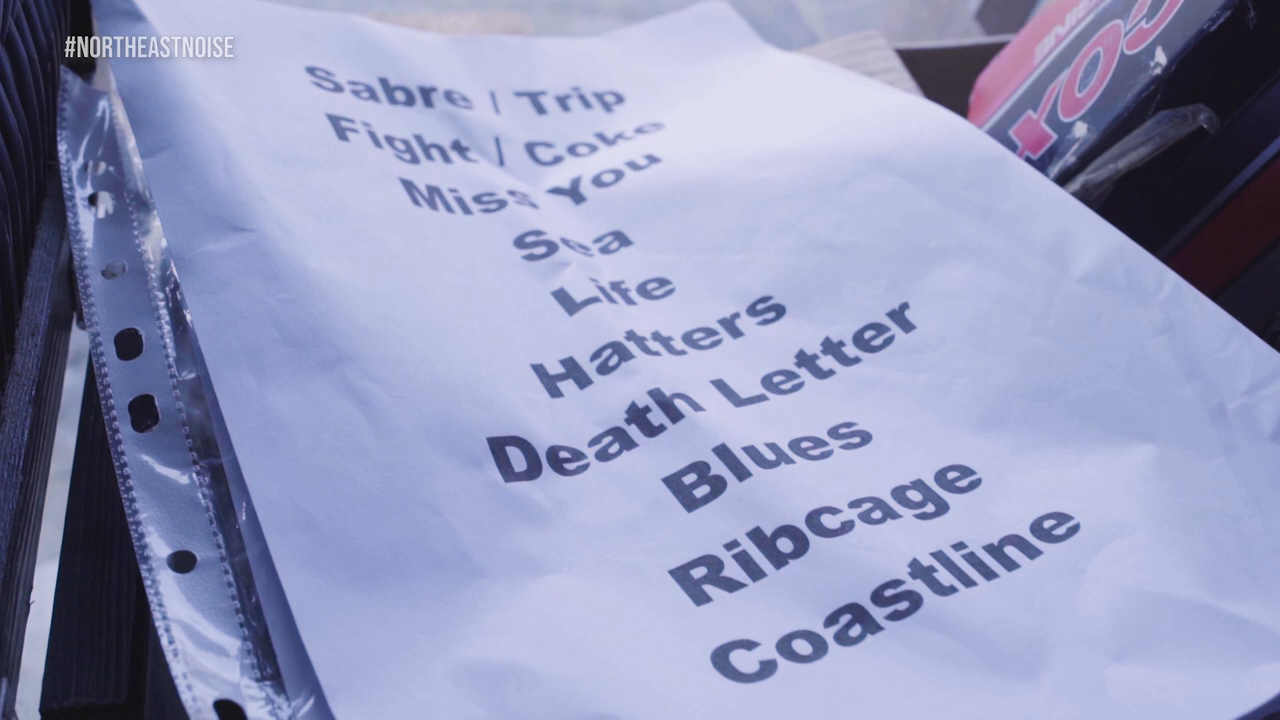 #NORTHEASTNOISE
Sabre / Trip
Fight / Coke
Miss You
Sea
Life
Hatters
Death Letter
Blues
Ribcage
Coastline